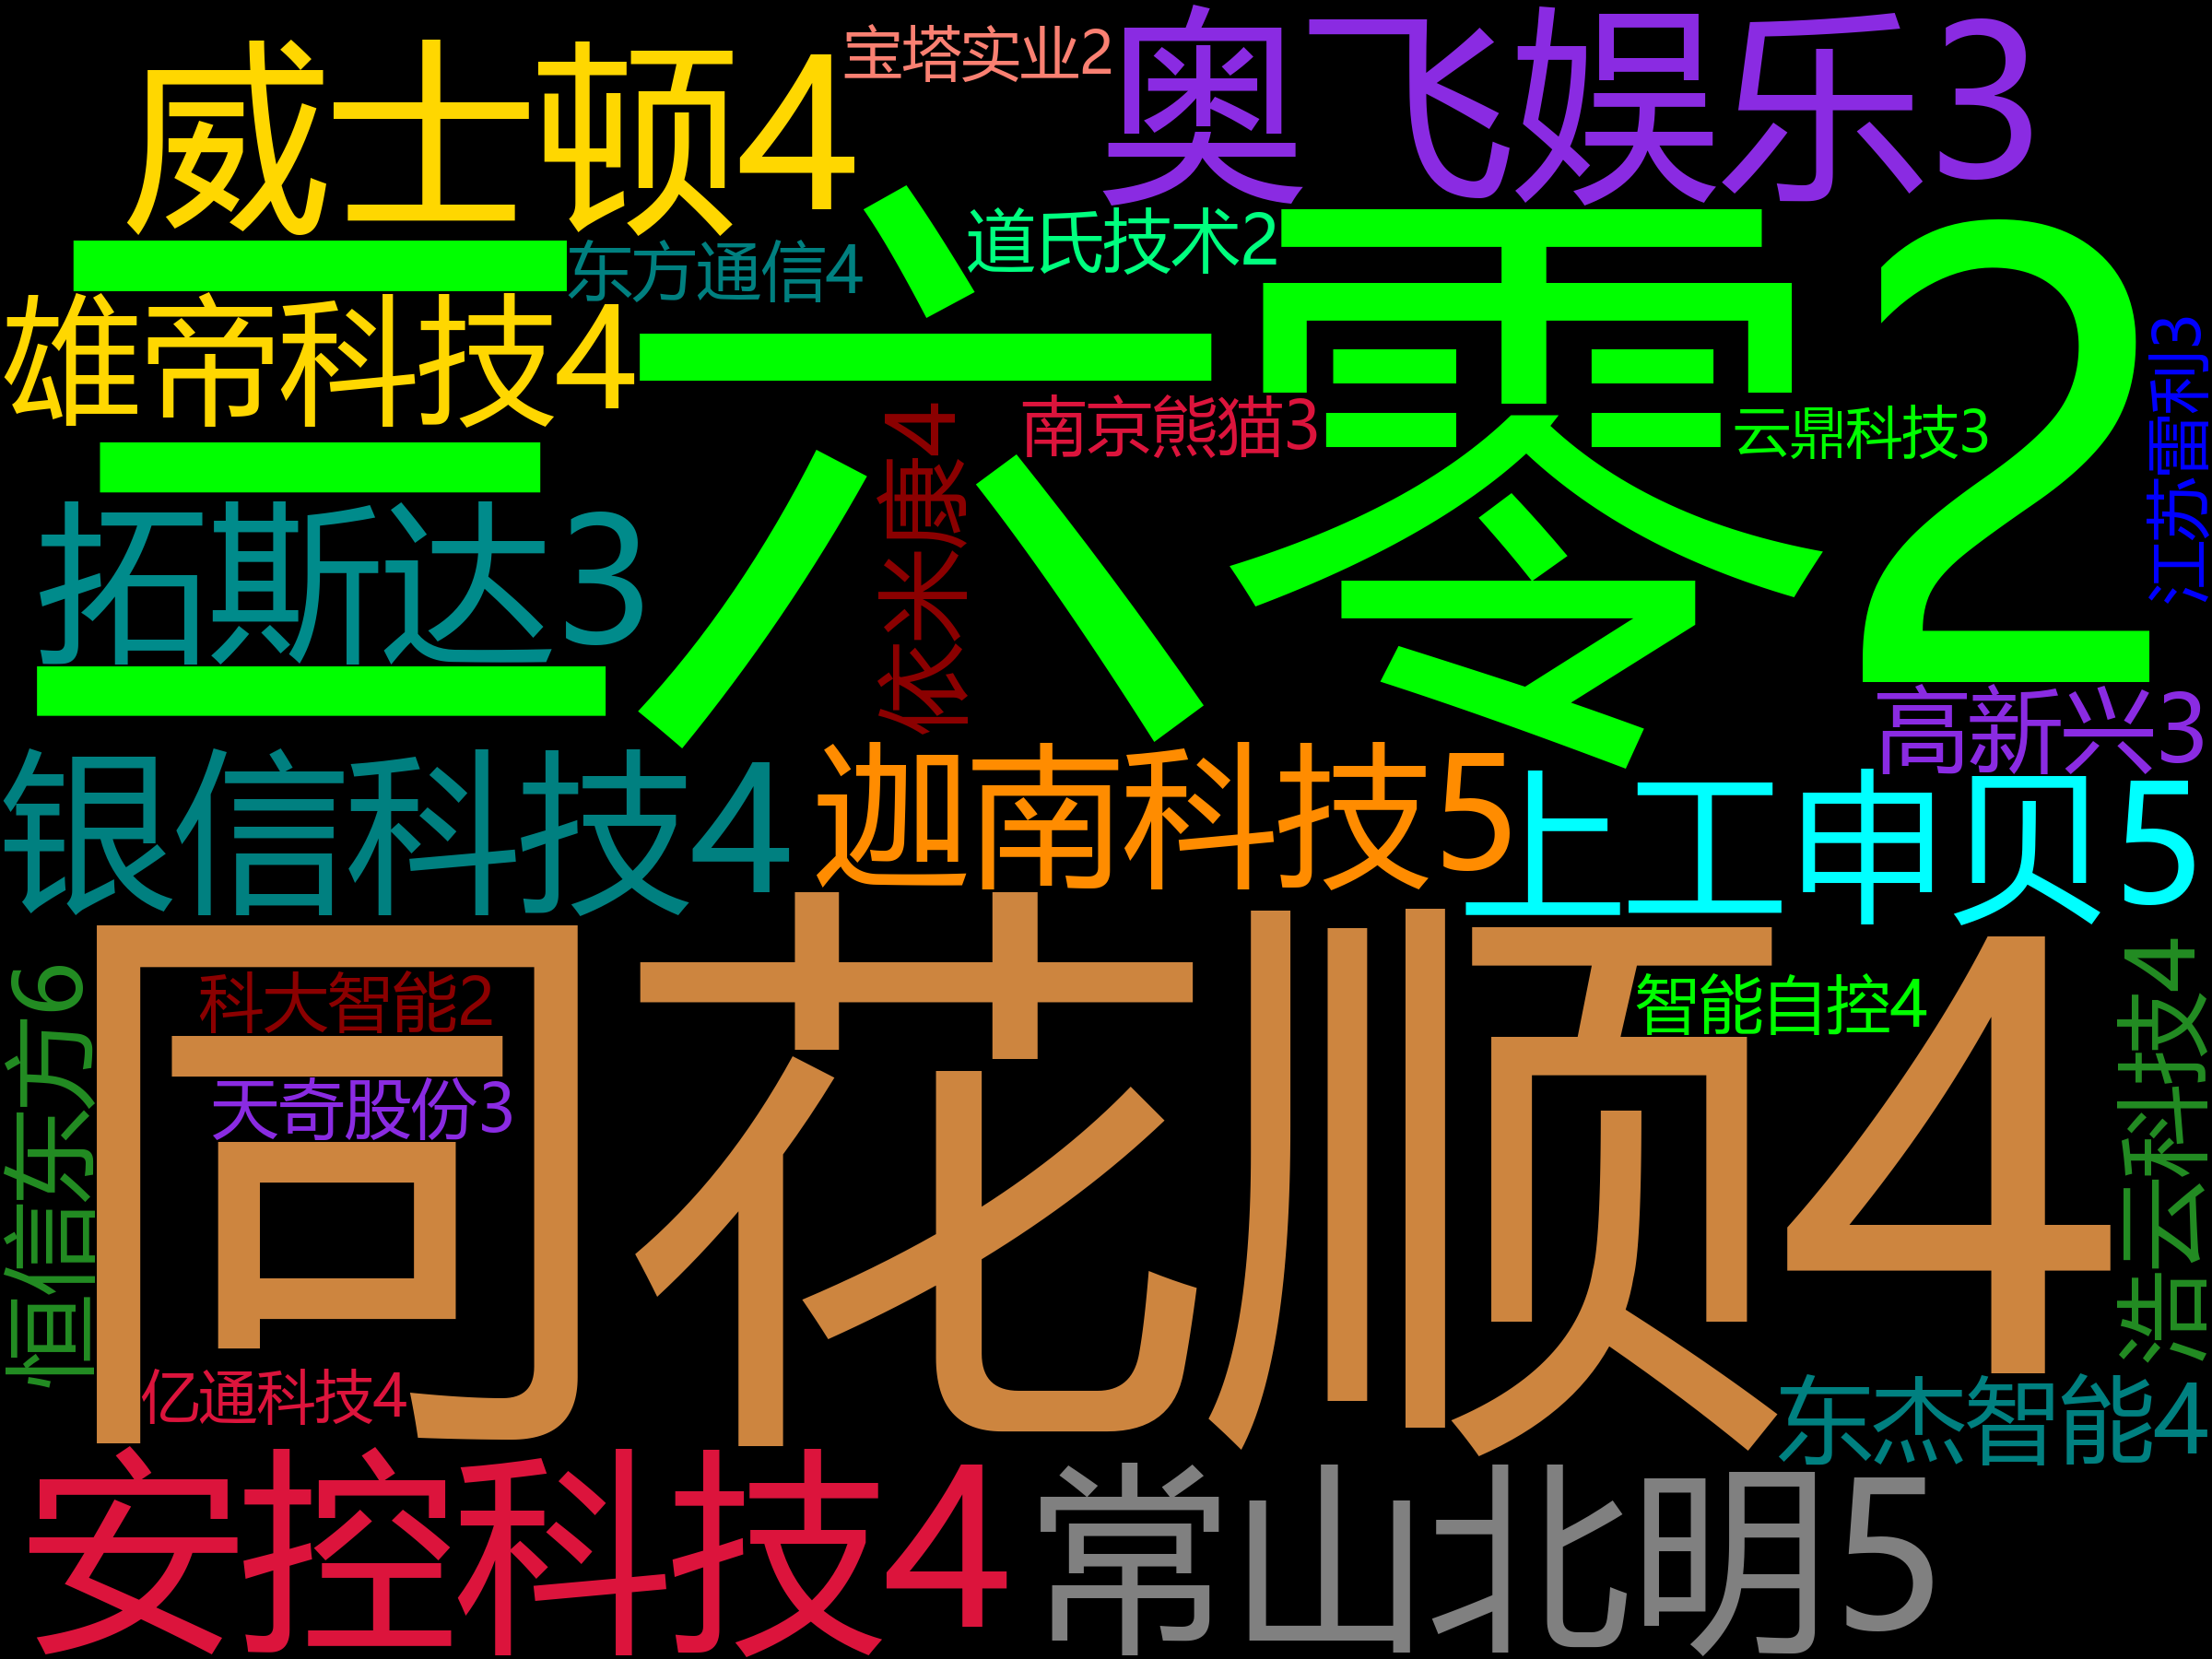 威士顿4
宝塔实业2
奥飞娱乐3
东方通信4
道氏技术2
三六零2
雄帝科技4
南京熊猫3
云鼎科技3
江苏雷利3
依米康4
拓斯达3
高新兴3
银信科技4
迦南科技5
上工申贝5
同花顺4
恒信东方6
科大智能2
智能自控4
浩云科技4
天奇股份3
亿通科技4
东杰智能4
安控科技4
常山北明5